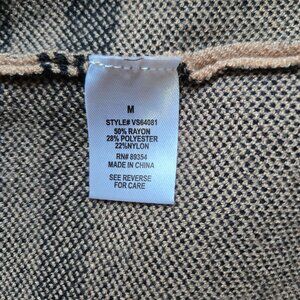 M
STYLE# VS64081
50% RAYON
28% POLYESTER
22%NYLON
RN# 89354
MADE IN CHINA
SEE REVERSE
FOR CARE